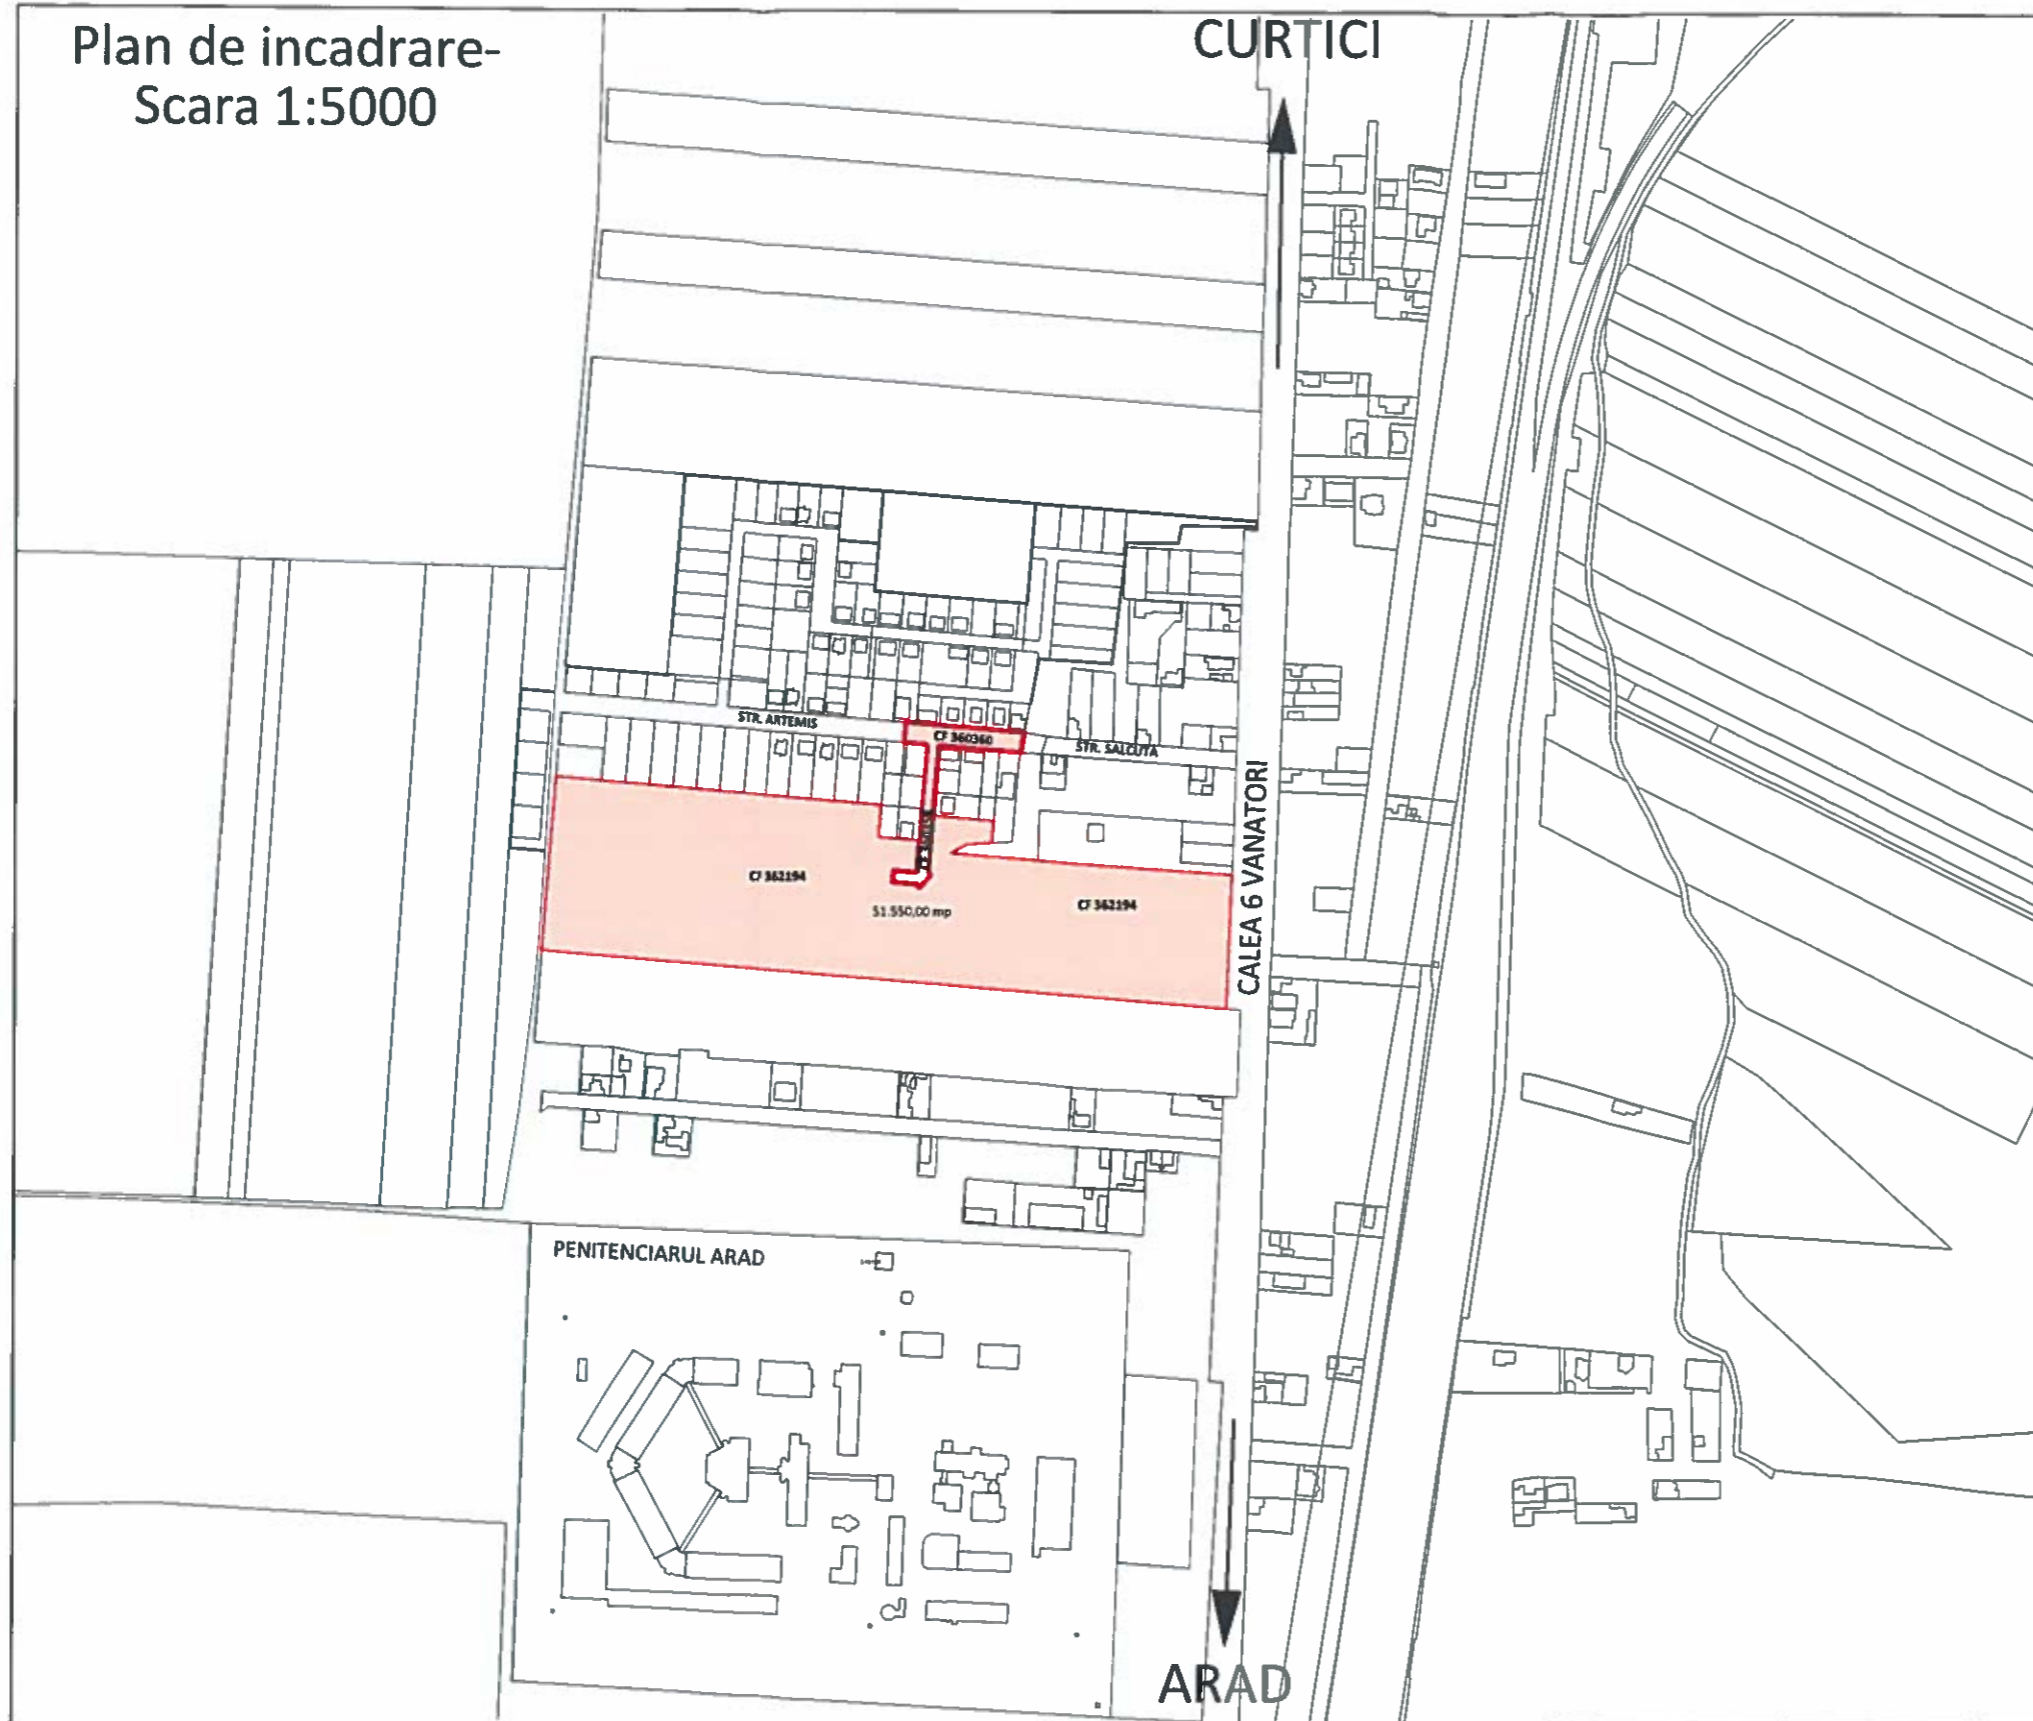 Plan de incadrare-
Scara 1:5000
CURTICI
STR. ARTEMIS
CF 360360
STR. SALCUTA
CALEA 6 VANATORI
CF 362194
51.550,00 mp
CF 362194
PENITENCIARUL ARAD
ARAD